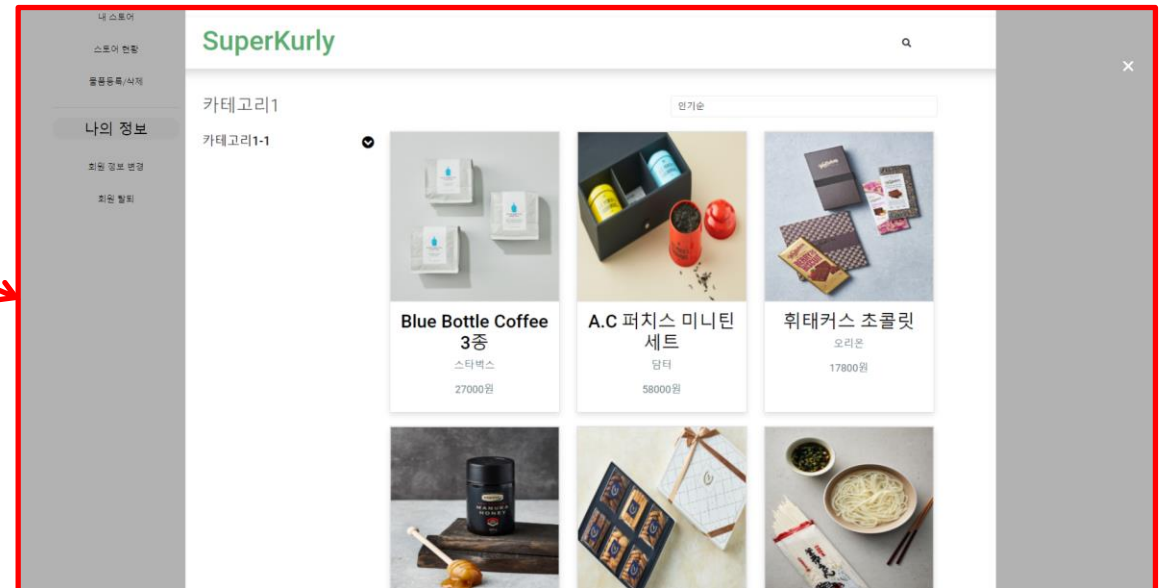 내 스토어
스토어 현황
물품등록/삭제
나의 정보
회원 정보 변경
회원 탈퇴
SuperKurly
카테고리1
인기순
카테고리1-1
Blue Bottle Coffee
3종
스타벅스
27000원
A.C 퍼치스 미니틴
세트
담터
58000원
휘태커스 초콜릿
오리온
17800원
MANUKA
HONEY